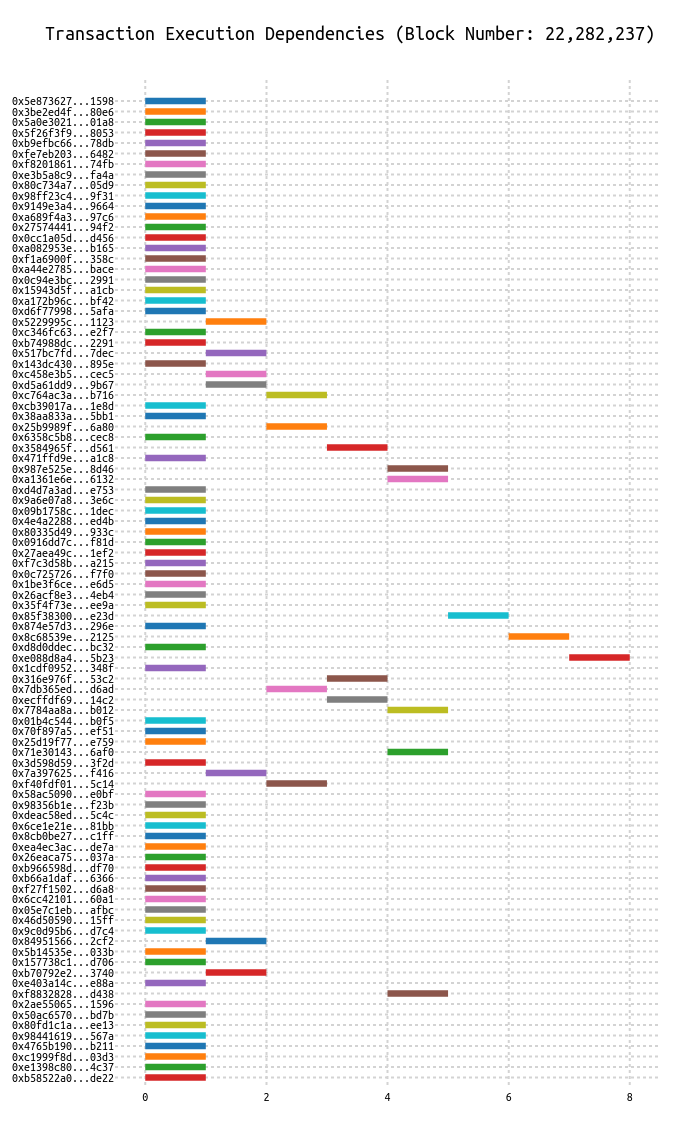 Transaction Execution Dependencies (Block Number: 22,282,237)
0x5e873627...1598
0x3be2ed4f...80e6
0x5a0e3021...01a8
0x5f26f3f9...8053
0xb9efbc66...78db
0xfe7eb203...6482
0xf8201861...74fb
0xe3b5a8c9...fa4a
0x80c734a7...05d9
0x98ff23c4...9f31
0x9149e3a4...9664
0xa689f4a3...97c6
0x27574441...94f2
0x0cc1a05d...d456
0xa082953e...b165
0xf1a6900f...358c
0xa44e2785...bace
0x0c94e3bc...2991
0x15943d5f...a1cb
0xa172b96c...bf42
0xd6f77998...5afa
0x5229995c...1123
0xc346fc63...e2f7
0xb74988dc...2291
0x517bc7fd...7dec
0x143dc430...895e
0xc458e3b5...cec5
0xd5a61dd9...9b67
0xc764ac3a...b716
0xcb39017a...1e8d
0x38aa833a...5bb1
0x25b9989f...6a80
0x6358c5b8...cec8
0x3584965f...d561
0x471ffd9e...a1c8
0x987e525e...8d46
0xa1361e6e...6132
0xd4d7a3ad...e753
0x9a6e07a8...3e6c
0x09b1758c...1dec
0x4e4a2288...ed4b
0x80335d49...933c
0x0916dd7c...f81d
0x27aea49c...1ef2
0xf7c3d58b...a215
0x0c725726...f7f0
0x1be3f6ce...e6d5
0x26acf8e3...4eb4
0x35f4f73e...ee9a
0x85f38300...e23d
0x874e57d3...296e
0x8c68539e...2125
0xd8d0ddec...bc32
0xe088d8a4...5b23
0x1cdf0952...348f
0x316e976f...53c2
0x7db365ed...d6ad
0xecffdf69...14c2
0x7784aa8a...b012
0x01b4c544...b0f5
0x70f897a5...ef51
0x25d19f77...e759
0x71e30143...6af0
0x3d598d59...3f2d
0x7a397625...f416
0xf40fdf01...5c14
0x58ac5090...e0bf
0x98356b1e...f23b
0xdeac58ed...5c4c
0x6ce1e21e...81bb
0x8cb0be27...c1ff
0xea4ec3ac...de7a
0x26eaca75...037a
0xb966598d...df70
0xb66a1daf...6366
0xf27f1502...d6a8
0x6cc42101...60a1
0x05e7c1eb...afbc
0x46d50590...15ff
0x9c0d95b6...d7c4
0x84951566...2cf2
0x5b14535e...033b
0x157738c1...d706
0xb70792e2...3740
0xe403a14c...e88a
0xf8832828...d438
0x2ae55065...1596
0x50ac6570...bd7b
0x80fd1c1a...ee13
0x98441619...567a
0x4765b190...b211
0xc1999f8d...03d3
0xe1398c80...4c37
0xb58522a0...de22
0 2 4 6 8